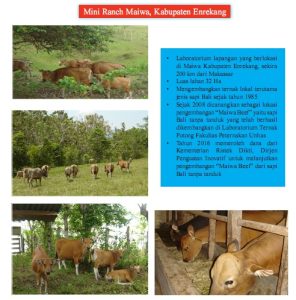 Mini Ranch Maiwa, Kabupaten Enrekang
• Laboratorium lapangan yang berlokasi
di Maiwa Kabupaten Enrekang, sekira
200 km dari Makassar
• Luas lahan 32 Ha
• Mengembangkan ternak lokal terutama
jenis sapi Bali sejak tahun 1985.
• Sejak 2008 dicanangkan sebagai lokasi
pengembangan "Maiwa Beef" yaitu sapi
Bali tanpa tanduk yang telah berhasil
dikembangkan di Laboratorium Ternak
Potong Fakultas Peternakan Unhas
• Tahun 2016 memeroleh dana dari
Kementerian Ristek Dikti, Dirjen
Penguatan Inovatif untuk melanjutkan
pengembangan "Maiwa Beef" dari sapi
Bali tanpa tanduk